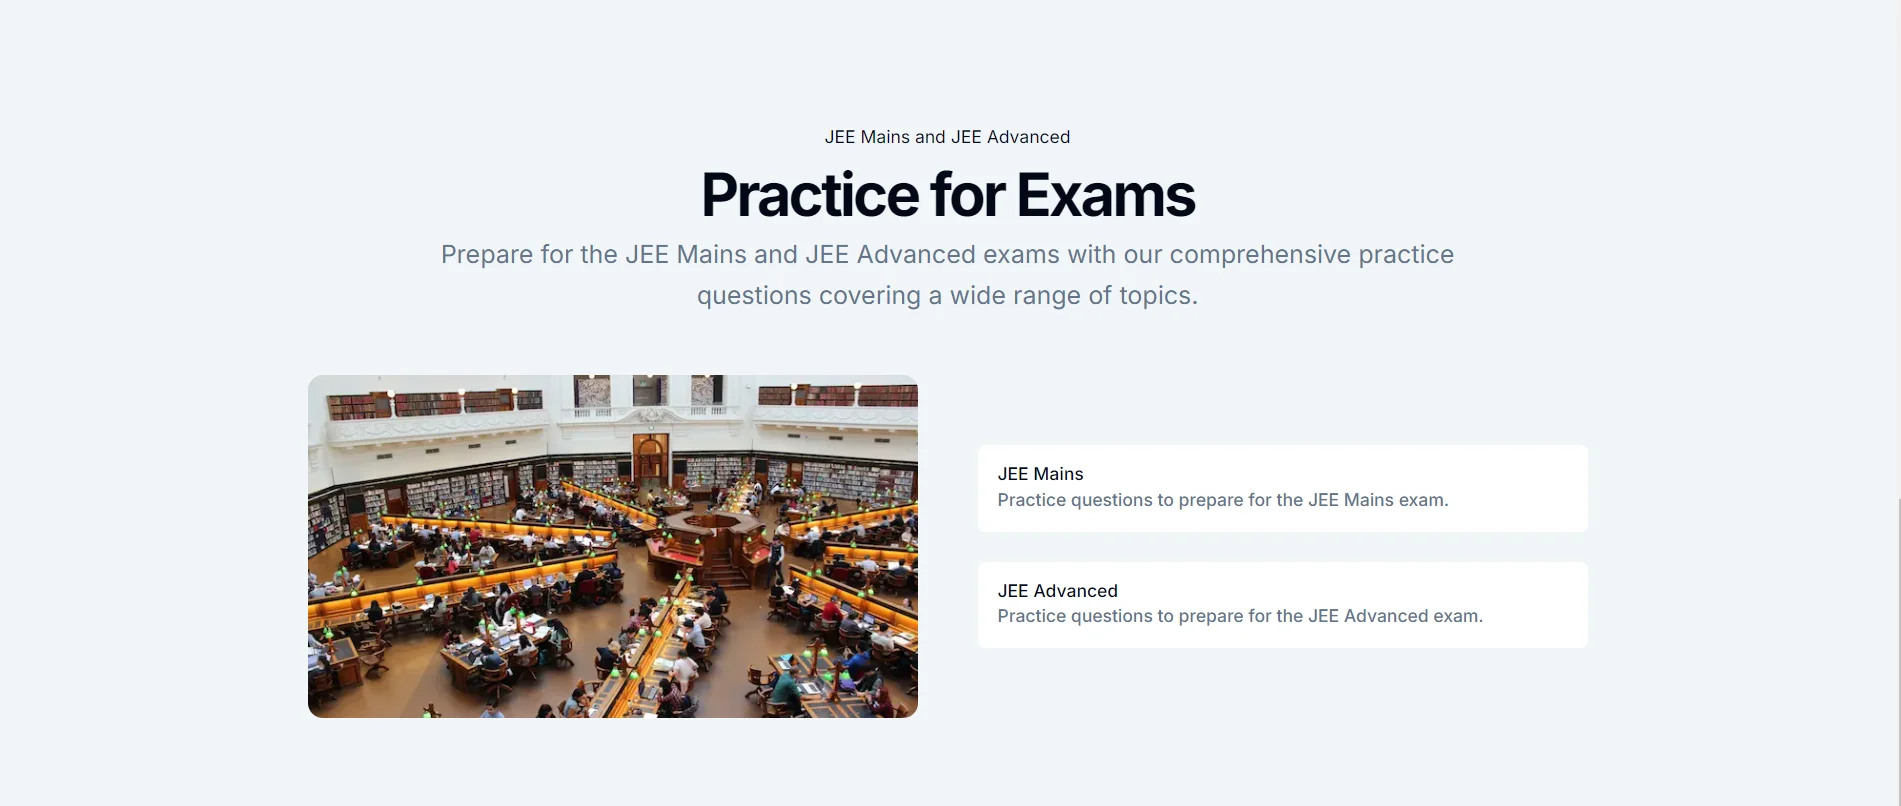 JEE Mains and JEE Advanced
Practice for Exams
Prepare for the JEE Mains and JEE Advanced exams with our comprehensive practice
questions covering a wide range of topics.
JEE Mains
Practice questions to prepare for the JEE Mains exam.
JEE Advanced
Practice questions to prepare for the JEE Advanced exam.